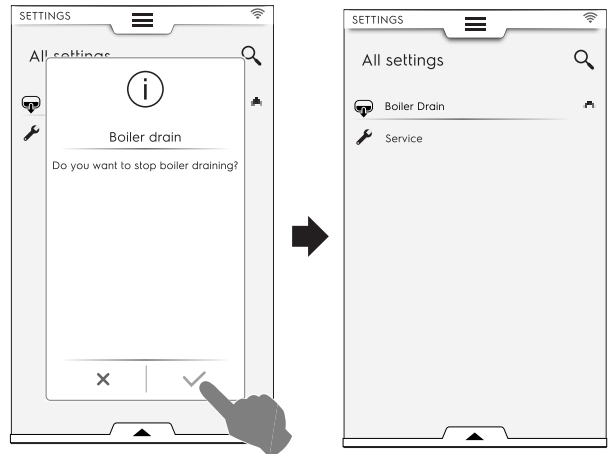 SETTINGS
All settings
i
Boiler drain
Do you want to stop boiler draining?
SETTINGS
All settings
Boiler Drain
Service